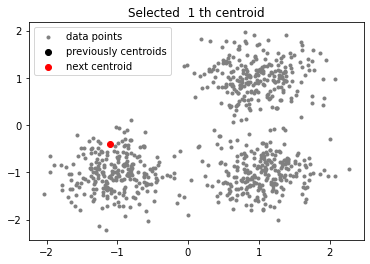 Selected 1 th centroid
data points
previously centroids
next centroid
2
1
0
−1
−2
−2
−1
0
1
2